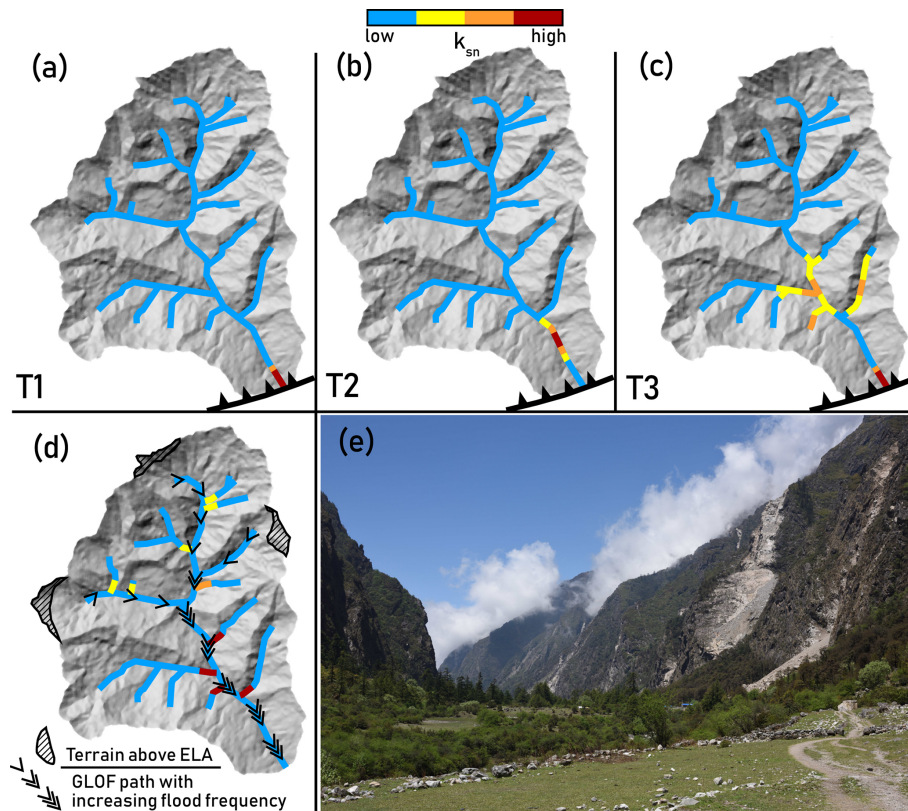 low
high
k_sn
(a)
(b)
(c)
T1
T2
T3
(d)
(e)
Terrain above ELA
GLOF path with
increasing flood frequency